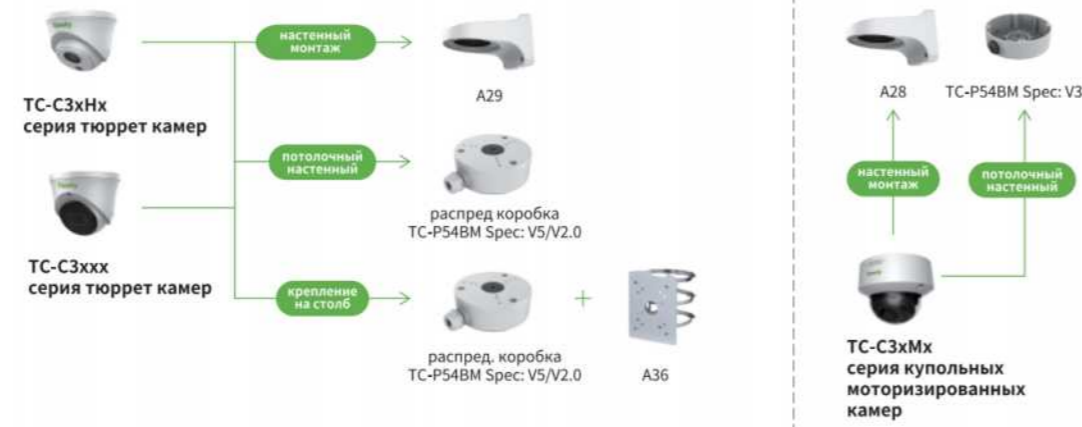 настенный
монтаж
A29
TC-C3xHx
серия тюррет камер
потолочный
настенный
распред коробка
TC-P54BM Spec: V5/V2.0
TC-C3xxx
серия тюррет камер
крепление
на столб
распред. коробка
TC-P54BM Spec: V5/V2.0
+
A36
A28
TC-P54BM Spec: V3
настенный
монтаж
потолочный
настенный
TC-C3xMx
серия купольных
моторизированных
камер